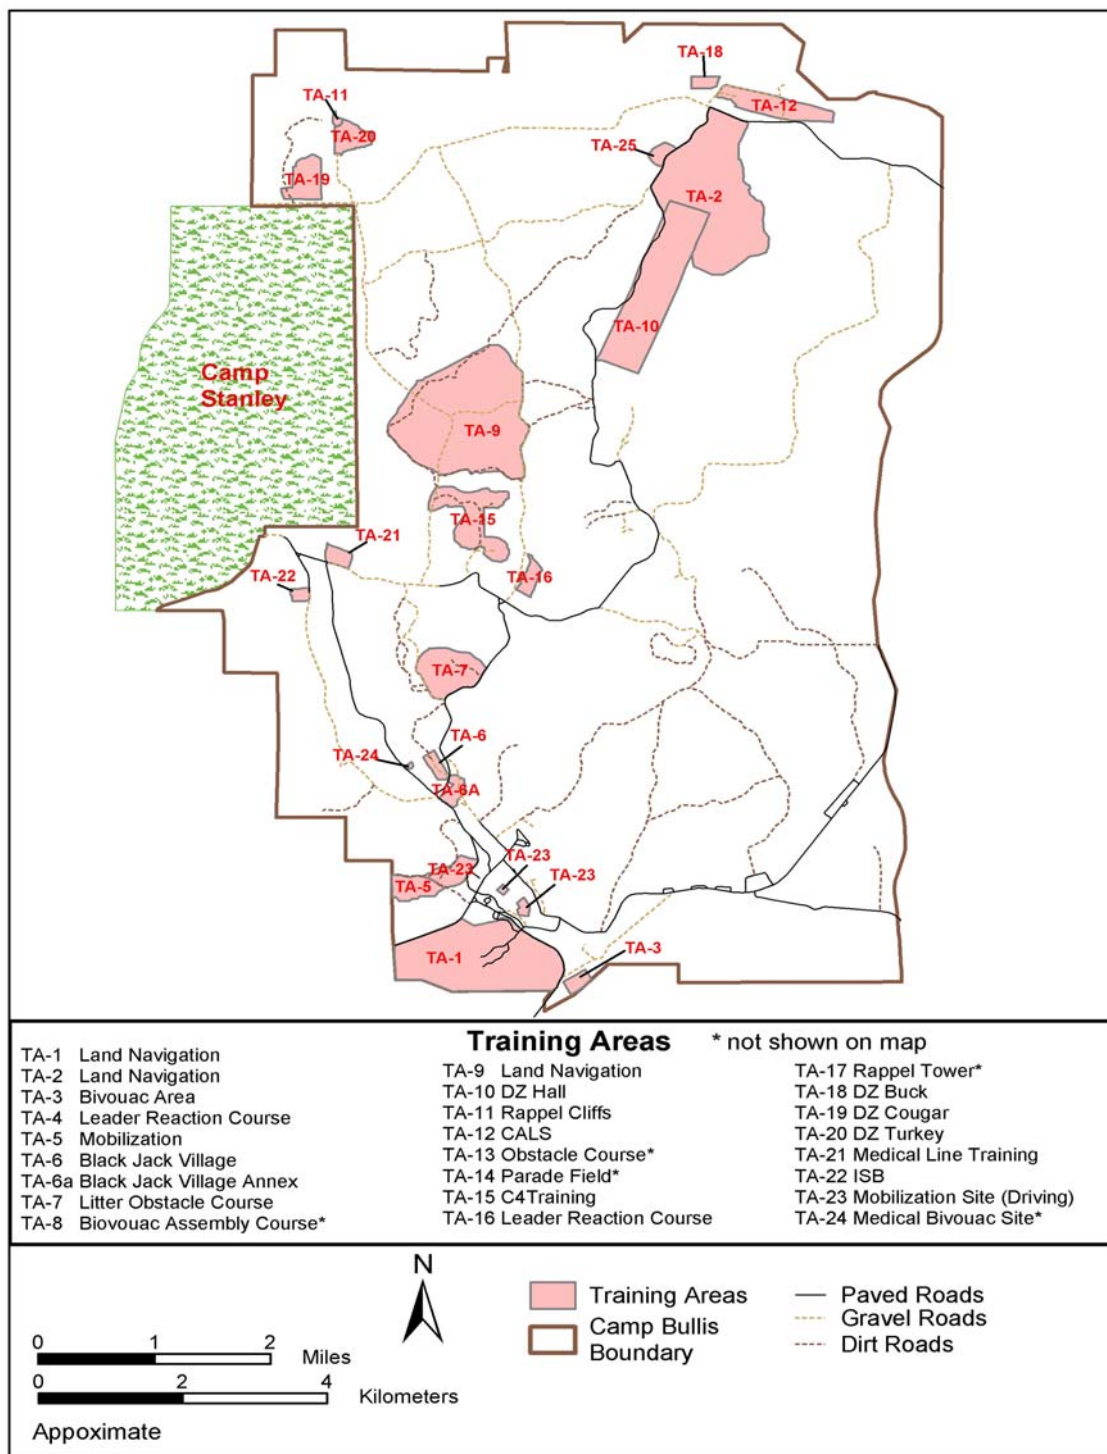 TA-18
TA-11
TA-12
TA-20
TA-25
TA-19
TA-2
TA-10
Camp
Stanley
TA-9
TA-15
TA-21
TA-22
TA-16
TA-7
TA-6
TA-24
TA-6A
TA-23
TA-23
TA-5
TA-23
TA-3
TA-1
Training Areas * not shown on map
TA-1 Land Navigation
TA-2 Land Navigation
TA-3 Bivouac Area
TA-4 Leader Reaction Course
TA-5 Mobilization
TA-6 Black Jack Village
TA-6a Black Jack Village Annex
TA-7 Litter Obstacle Course
TA-8 Biovouac Assembly Course*
TA-9 Land Navigation
TA-10 DZ Hall
TA-11 Rappel Cliffs
TA-12 CALS
TA-13 Obstacle Course*
TA-14 Parade Field*
TA-15 C4Training
TA-16 Leader Reaction Course
TA-17 Rappel Tower*
TA-18 DZ Buck
TA-19 DZ Cougar
TA-20 DZ Turkey
TA-21 Medical Line Training
TA-22 ISB
TA-23 Mobilization Site (Driving)
TA-24 Medical Bivouac Site*
0 1 2
Miles
0 2 4
Kilometers
Appoximate
N
Training Areas
Camp Bullis
Boundary
Paved Roads
Gravel Roads
Dirt Roads